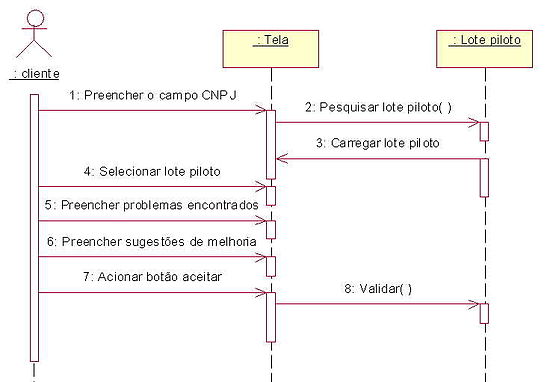 : cliente
: Tela
: Lote piloto
1: Preencher o campo CNPJ
2: Pesquisar lote piloto( )
3: Carregar lote piloto
4: Selecionar lote piloto
5: Preencher problemas encontrados
6: Preencher sugestões de melhoria
7: Acionar botão aceitar
8: Validar( )